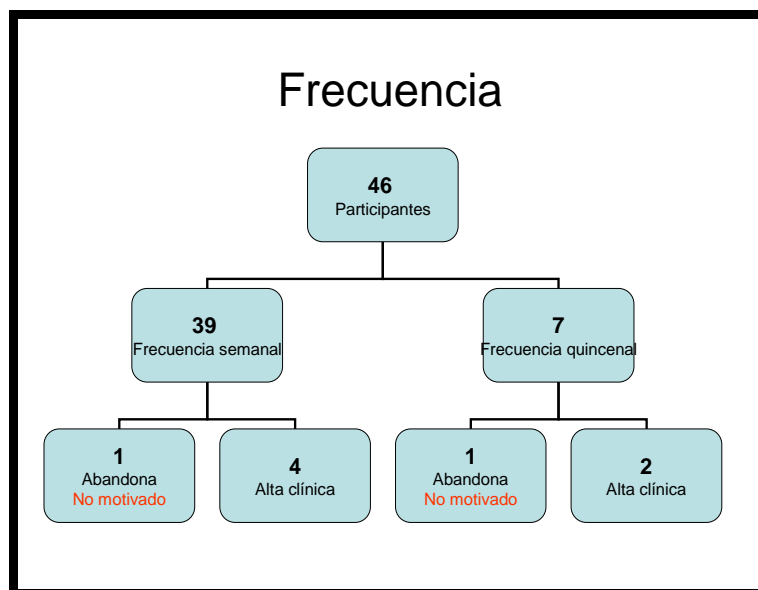 Frecuencia
46
Participantes
39
Frecuencia semanal
7
Frecuencia quincenal
1
Abandona
No motivado
4
Alta clínica
1
Abandona
No motivado
2
Alta clínica